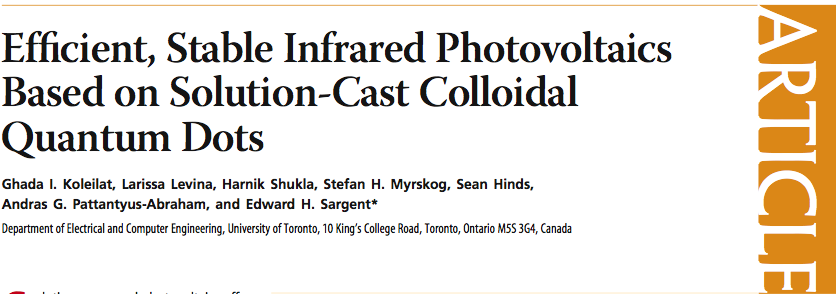 Efficient, Stable Infrared Photovoltaics
Based on Solution-Cast Colloidal
Quantum Dots
Ghada I. Koleilat, Larissa Levina, Harnik Shukla, Stefan H. Myrskog, Sean Hinds,
Andras G. Pattantyus-Abraham, and Edward H. Sargent*
Department of Electrical and Computer Engineering, University of Toronto, 10 King's College Road, Toronto, Ontario M5S 3G4, Canada
ARTICLE